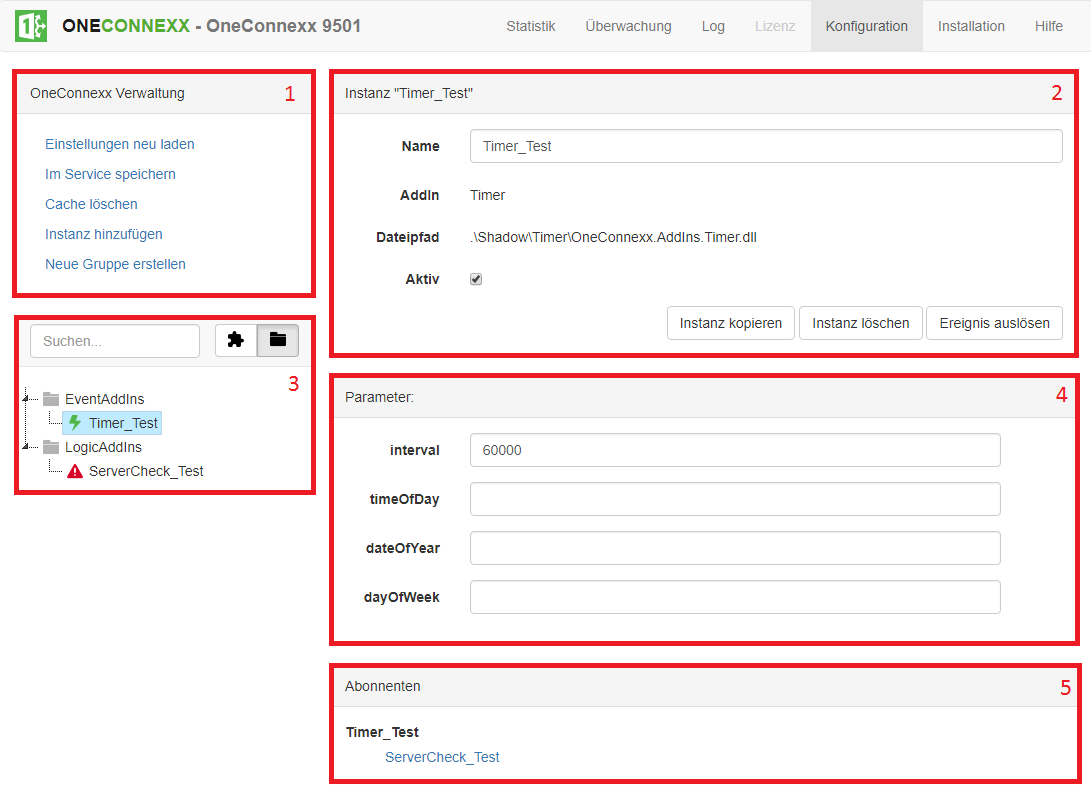 ONECONNEXX - OneConnexx 9501
Statistik Überwachung Log Lizenz Konfiguration Installation Hilfe
OneConnexx Verwaltung 1
Einstellungen neu laden
Im Service speichern
Cache löschen
Instanz hinzufügen
Neue Gruppe erstellen
Instanz "Timer_Test" 2
Name Timer_Test
AddIn Timer
Dateipfad .\Shadow\Timer\OneConnexx.AddIns.Timer.dll
Aktiv
Instanz kopieren Instanz löschen Ereignis auslösen
Suchen...
3
EventAddIns
Timer_Test
LogicAddIns
ServerCheck_Test
Parameter: 4
interval 60000
timeOfDay
dateOfYear
dayOfWeek
Abonnenten 5
Timer_Test
ServerCheck_Test